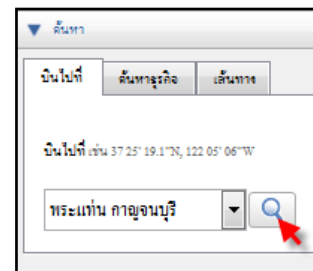 ค้นหา
บินไปที่ ค้นหาธุรกิจ เส้นทาง
บินไปที่ เช่น 37 25' 19.1"N, 122 05' 06"W
พระแท่น กาญจนบุรี